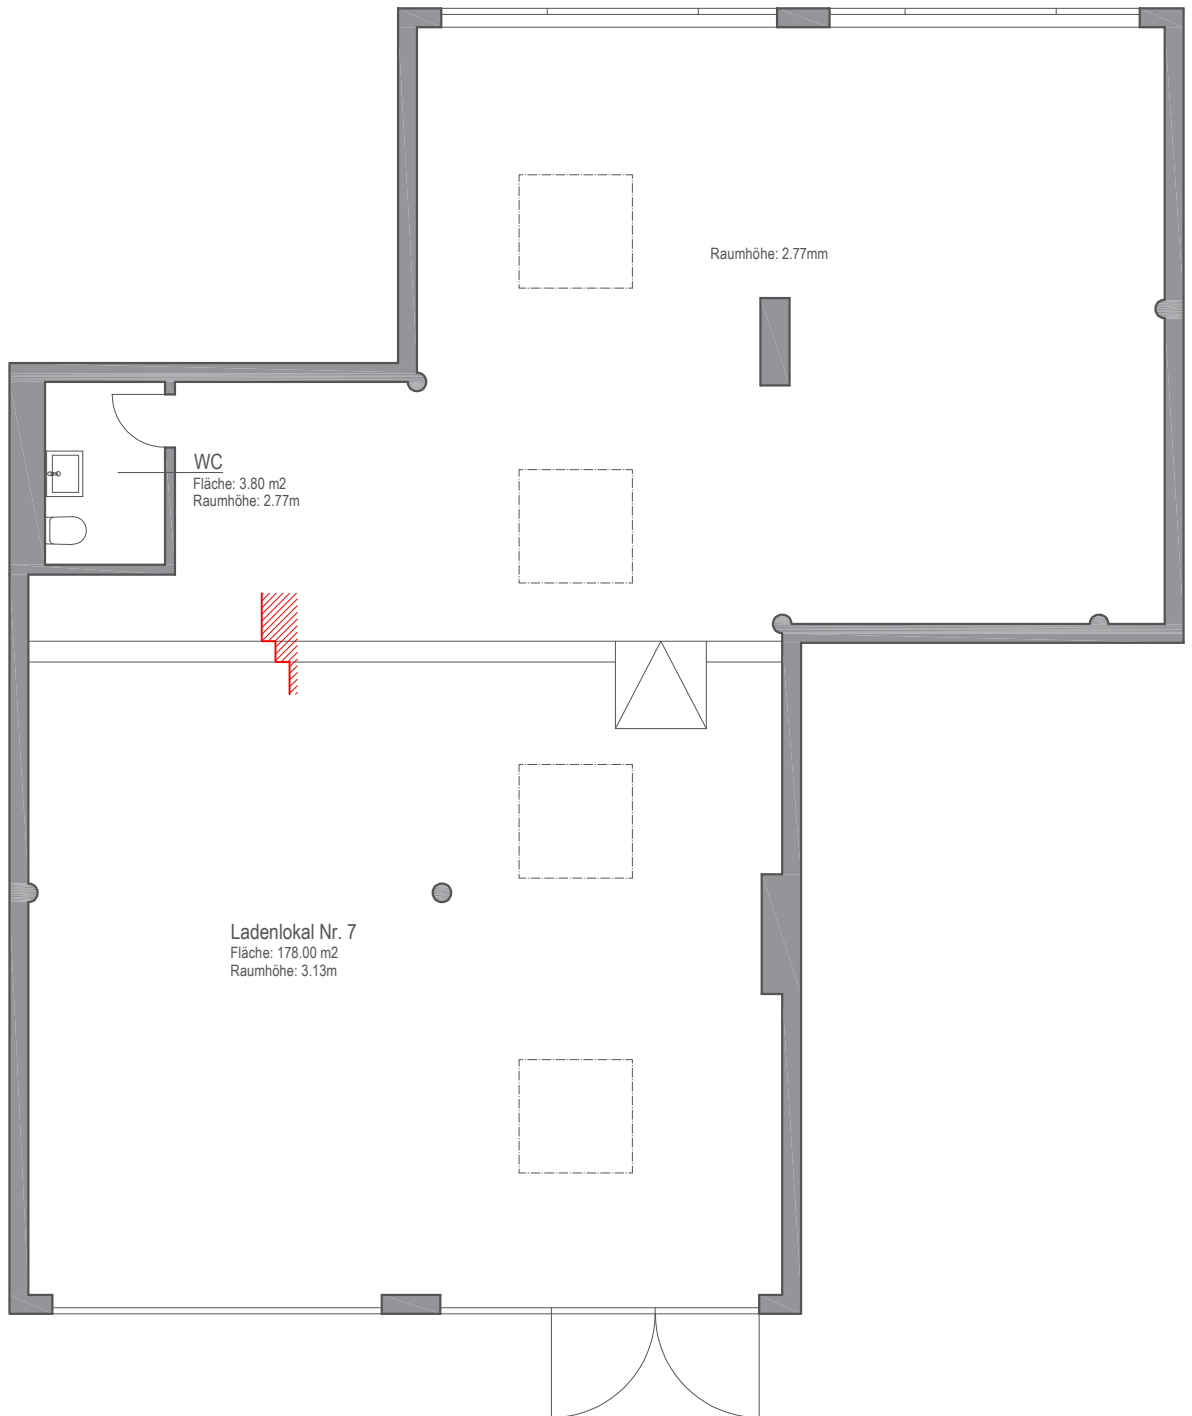 Raumhöhe: 2.77mm
WC
Fläche: 3.80 m2
Raumhöhe: 2.77m
Ladenlokal Nr. 7
Fläche: 178.00 m2
Raumhöhe: 3.13m